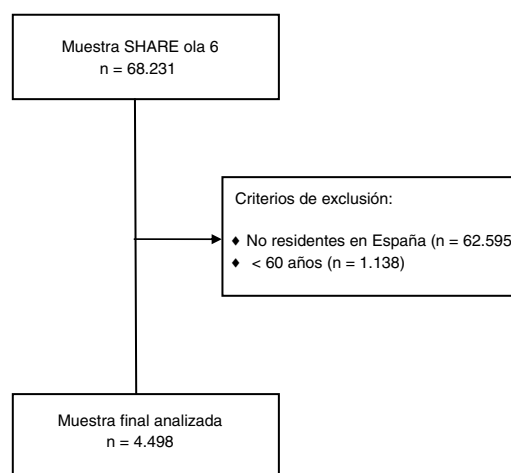 Muestra SHARE ola 6
n = 68.231
Criterios de exclusión:
♦ No residentes en España (n = 62.595
♦ < 60 años (n = 1.138)
Muestra final analizada
n = 4.498